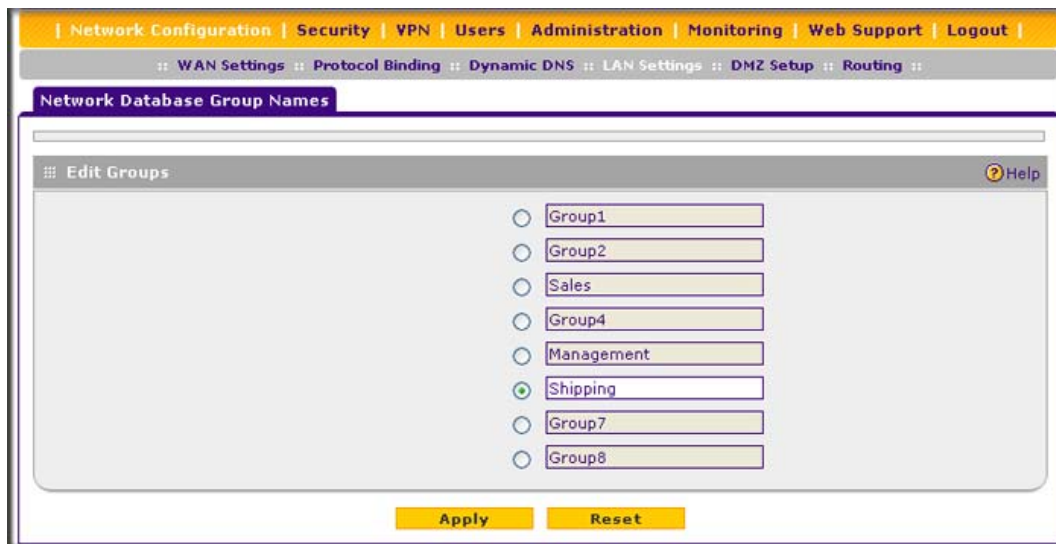 | Network Configuration | Security | VPN | Users | Administration | Monitoring | Web Support | Logout |
:: WAN Settings :: Protocol Binding :: Dynamic DNS :: LAN Settings :: DMZ Setup :: Routing ::
Network Database Group Names
Edit Groups
?Help
Group1
Group2
Sales
Group4
Management
Shipping
Group7
Group8
Apply Reset